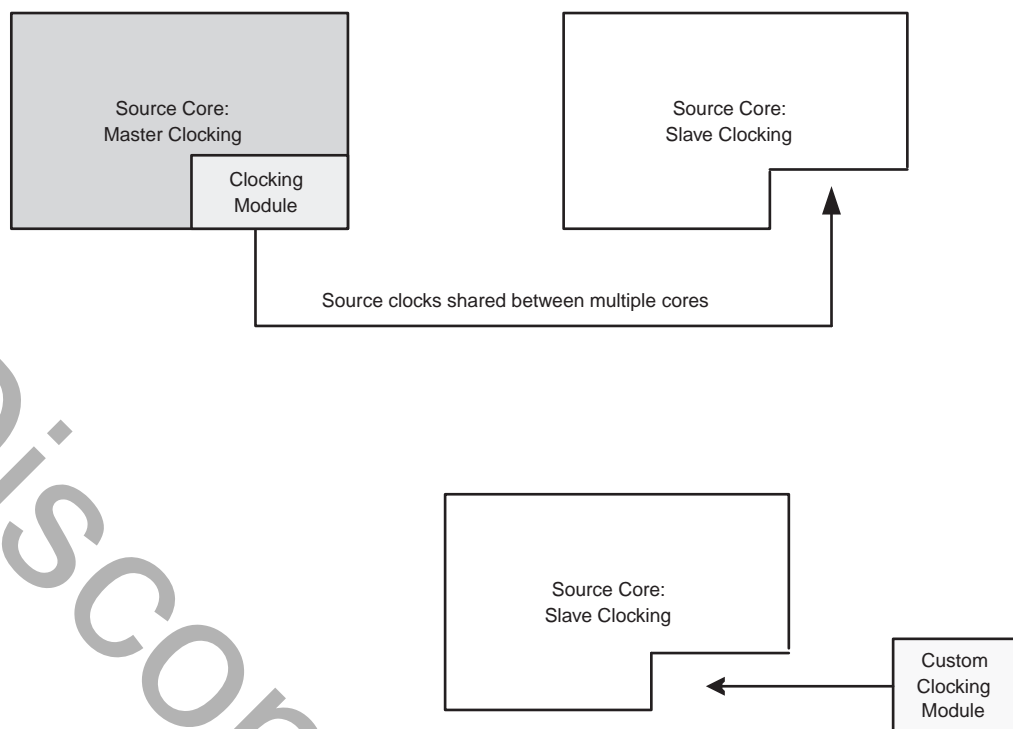 Source Core:
Master Clocking
Clocking
Module
Source Core:
Slave Clocking
Source clocks shared between multiple cores
Source Core:
Slave Clocking
Custom
Clocking
Module